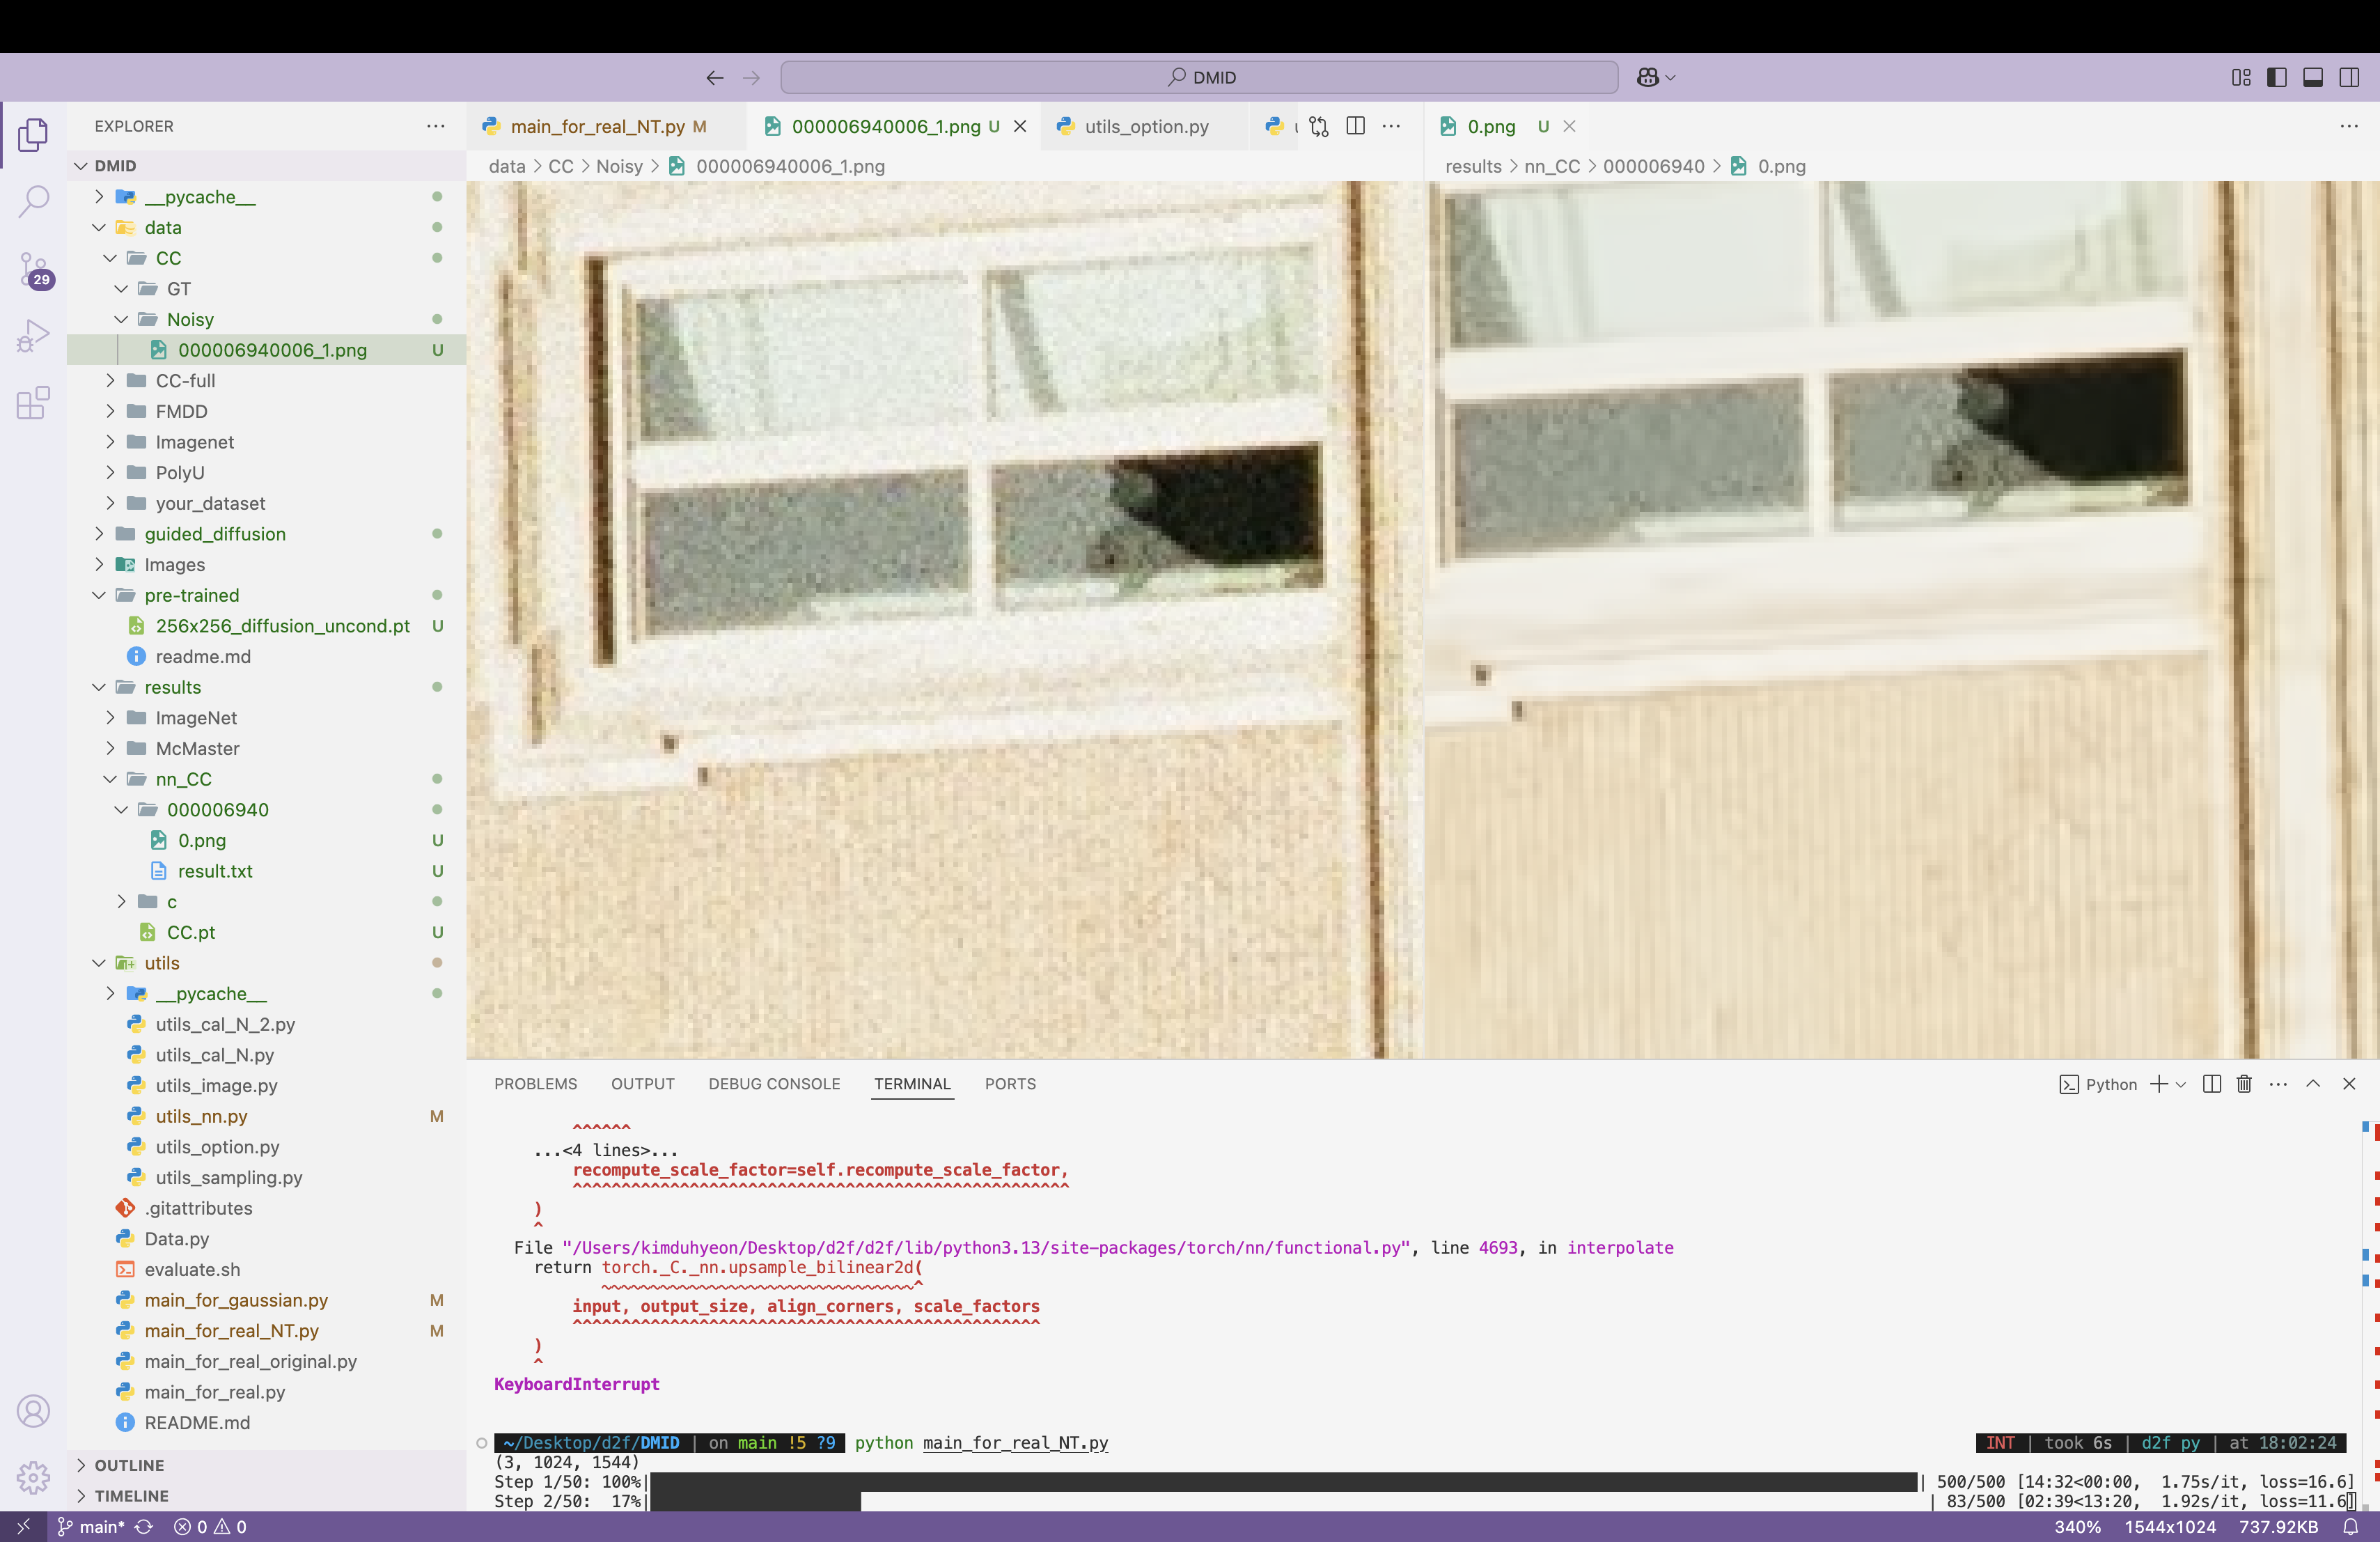 DMID
EXPLORER
DMID
__pycache__
data
CC
GT
Noisy
000006940006_1.png U
CC-full
FMDD
Imagenet
PolyU
your_dataset
guided_diffusion
Images
pre-trained
256x256_diffusion_uncond.pt U
readme.md
results
ImageNet
McMaster
nn_CC
000006940
0.png U
result.txt U
c
CC.pt U
utils
__pycache__
utils_cal_N_2.py
utils_cal_N.py
utils_image.py
utils_nn.py M
utils_option.py
utils_sampling.py
.gitattributes
Data.py
evaluate.sh
main_for_gaussian.py M
main_for_real_NT.py M
main_for_real_original.py
main_for_real.py
README.md
OUTLINE
TIMELINE
29
main_for_real_NT.py M
000006940006_1.png U
utils_option.py
data > CC > Noisy > 000006940006_1.png
0.png U
results > nn_CC > 000006940 > 0.png
PROBLEMS OUTPUT DEBUG CONSOLE TERMINAL PORTS
Python
^^^^^^
...<4 lines>...
recompute_scale_factor=self.recompute_scale_factor,
^^^^^^^^^^^^^^^^^^^^^^^^^^^^^^^^^^^^^^^^^^^^^^^^^^^
)
^
File "/Users/kimduhyeon/Desktop/d2f/d2f/lib/python3.13/site-packages/torch/nn/functional.py", line 4693, in interpolate
return torch._C._nn.upsample_bilinear2d(
~~~~~~~~~~~~~~~~~~~~~~~~~~~~~~~~^
input, output_size, align_corners, scale_factors
^^^^^^^^^^^^^^^^^^^^^^^^^^^^^^^^^^^^^^^^^^^^^^^^
)
^
KeyboardInterrupt
~/Desktop/d2f/DMID | on main !5 ?9 python main_for_real_NT.py INT | took 6s | d2f py | at 18:02:24
(3, 1024, 1544)
Step 1/50: 100%| | 500/500 [14:32<00:00, 1.75s/it, loss=16.6]
Step 2/50: 17%| | 83/500 [02:39<13:20, 1.92s/it, loss=11.6]
main* 0 0 340% 1544x1024 737.92KB